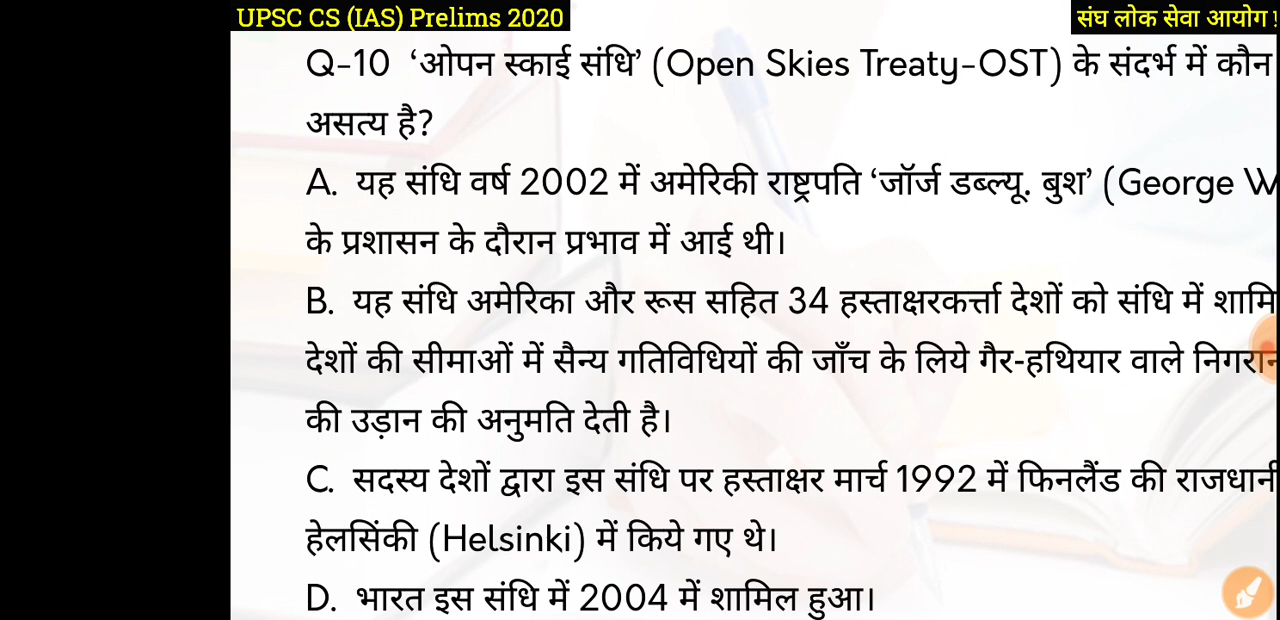 UPSC CS (IAS) Prelims 2020
संघ लोक सेवा आयोग
Q-10 ‘ओपन स्काई संधि’ (Open Skies Treaty-OST) के संदर्भ में कौन
असत्य है?
A. यह संधि वर्ष 2002 में अमेरिकी राष्ट्रपति ‘जॉर्ज डब्ल्यू. बुश’ (George W
के प्रशासन के दौरान प्रभाव में आई थी।
B. यह संधि अमेरिका और रूस सहित 34 हस्ताक्षरकर्त्ता देशों को संधि में
देशों की सीमाओं में सैन्य गतिविधियों की जाँच के लिये गैर-हथियार वाले
की उड़ान की अनुमति देती है।
C. सदस्य देशों द्वारा इस संधि पर हस्ताक्षर मार्च 1992 में फिनलैंड की राजधानी
हेलसिंकी (Helsinki) में किये गए थे।
D. भारत इस संधि में 2004 में शामिल हुआ।